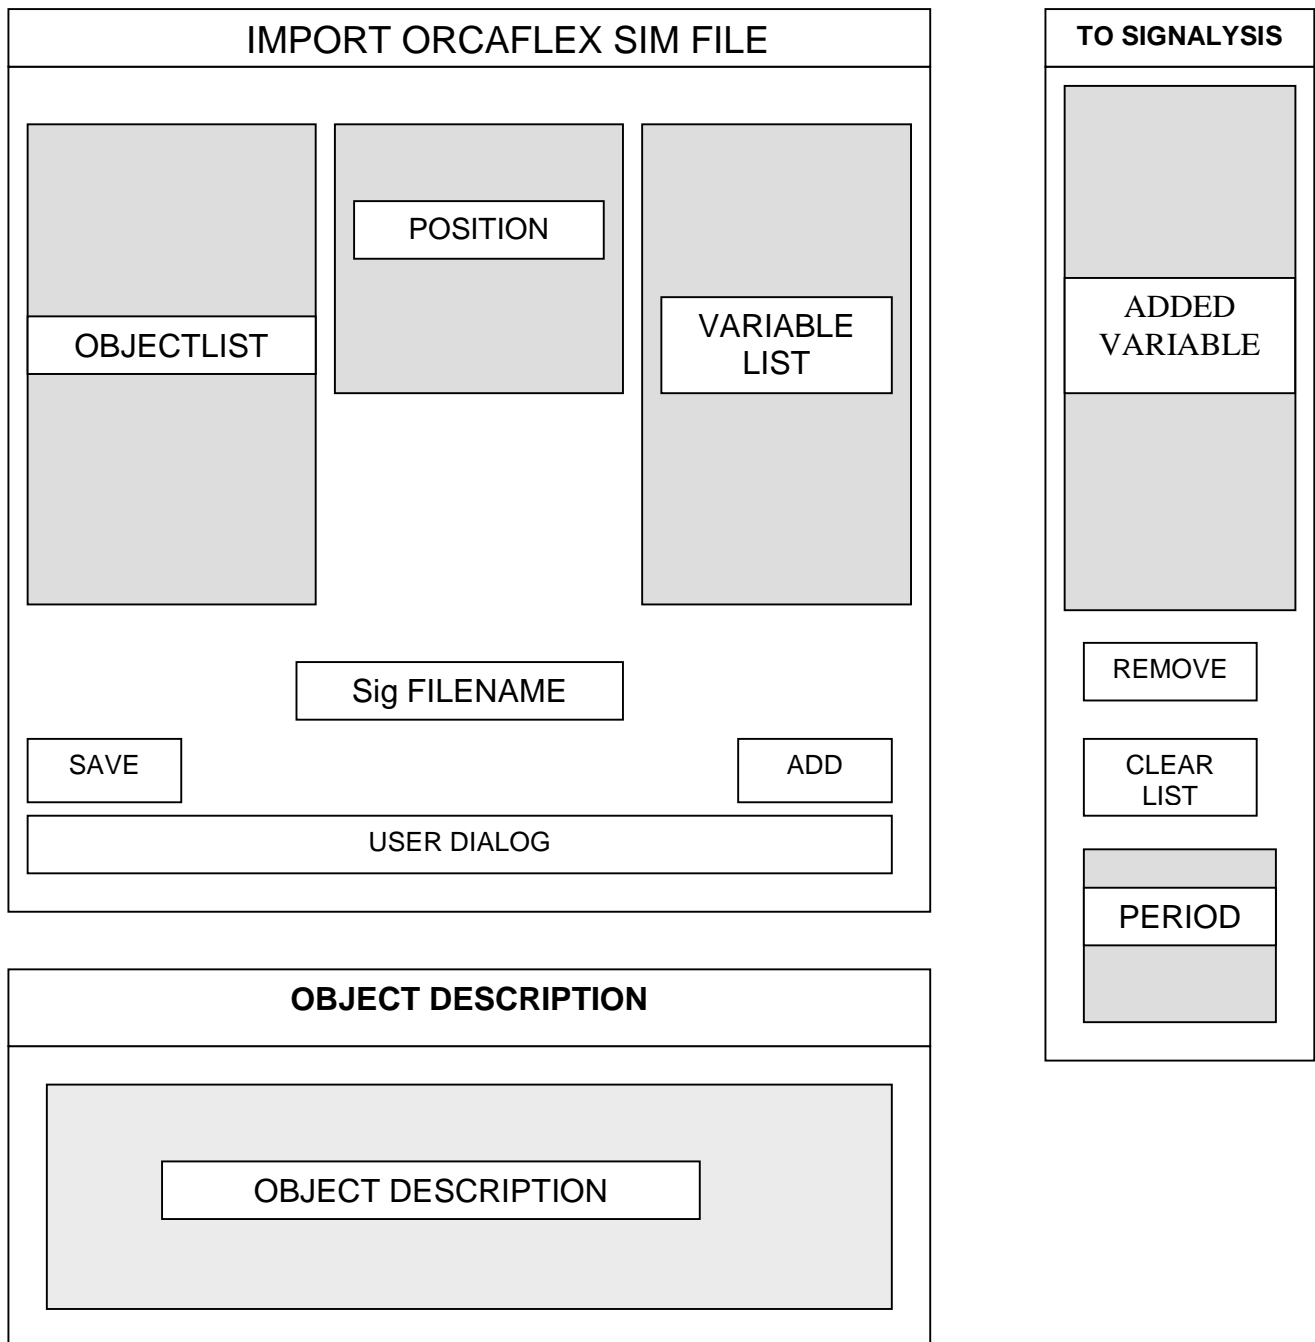 IMPORT ORCAFLEX SIM FILE
POSITION
OBJECTLIST
VARIABLE
LIST
Sig FILENAME
SAVE
ADD
USER DIALOG
OBJECT DESCRIPTION
OBJECT DESCRIPTION
TO SIGNALYSIS
ADDED
VARIABLE
REMOVE
CLEAR
LIST
PERIOD